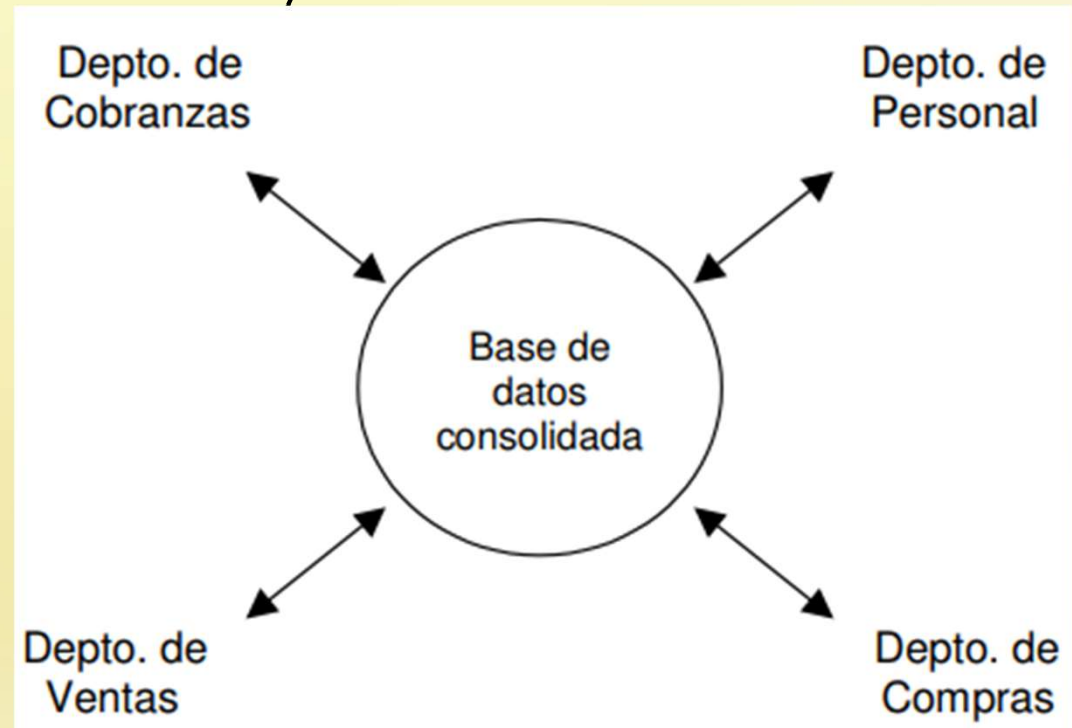 Depto. de
Cobranzas
Depto. de
Personal
Base de
datos
consolidada
Depto. de
Ventas
Depto. de
Compras